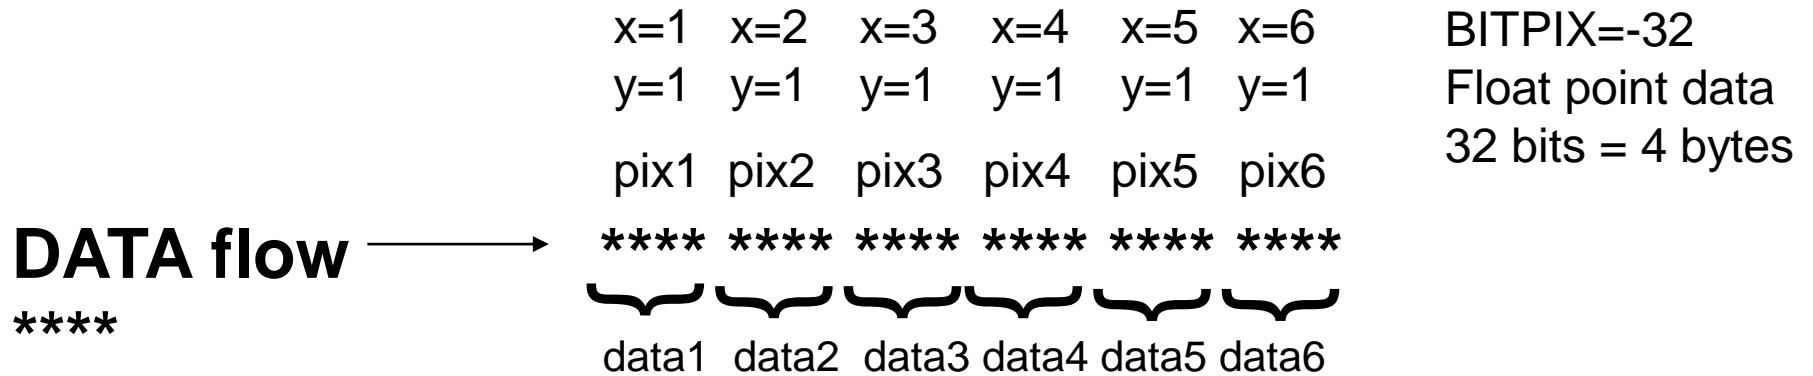 x=1 x=2 x=3 x=4 x=5 x=6
y=1 y=1 y=1 y=1 y=1 y=1
pix1 pix2 pix3 pix4 pix5 pix6
DATA flow **** **** **** **** **** ****
****
data1 data2 data3 data4 data5 data6
BITPIX=-32
Float point data
32 bits = 4 bytes